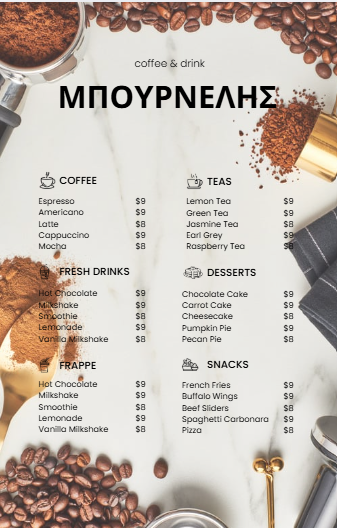 coffee & drink
ΜΠΟΥΡΝΕΛΗΣ
COFFEE
Espresso $9
Americano $9
Latte $8
Cappuccino $9
Mocha $8
TEAS
Lemon Tea $9
Green Tea $9
Jasmine Tea $8
Earl Grey $9
Raspberry Tea $8
FRESH DRINKS
Hot Chocolate $9
Milkshake $9
Smoothie $8
Lemonade $9
Vanilla Milkshake $8
DESSERTS
Chocolate Cake $9
Carrot Cake $9
Cheesecake $8
Pumpkin Pie $9
Pecan Pie $8
FRAPPE
Hot Chocolate $9
Milkshake $9
Smoothie $8
Lemonade $9
Vanilla Milkshake $8
SNACKS
French Fries $9
Buffalo Wings $9
Beef Sliders $8
Spaghetti Carbonara $9
Pizza $8